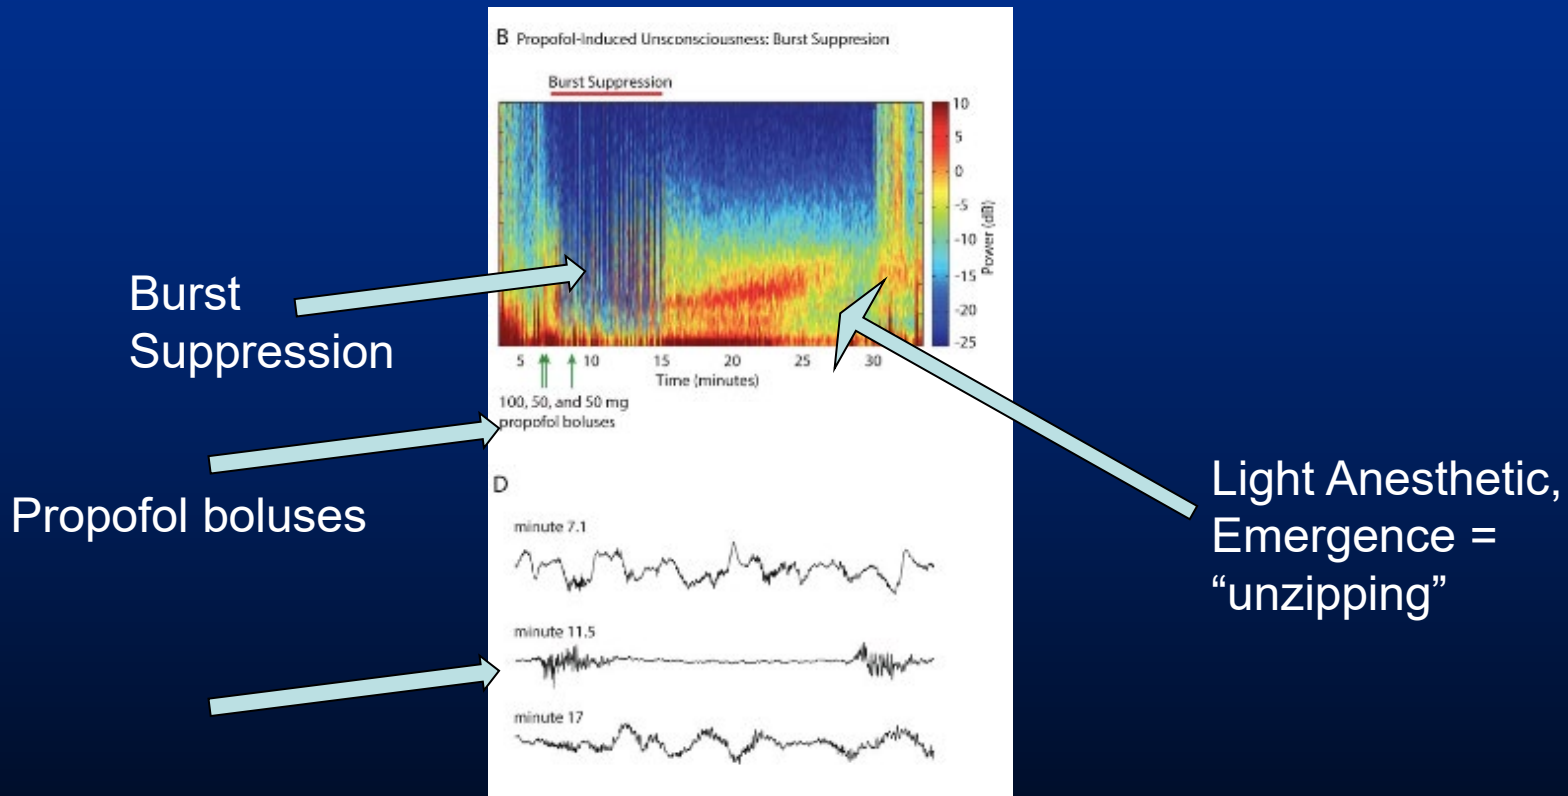 B Propofol-Induced Unsconsciousness: Burst Suppresion
Burst Suppression
10
5
0
-5
-10
-15
-20
-25
Power (dB)
5 10 15 20 25 30
Time (minutes)
100, 50, and 50 mg
propofol boluses
Burst
Suppression
Propofol boluses
Light Anesthetic,
Emergence =
“unzipping”
D
minute 7.1
minute 11.5
minute 17